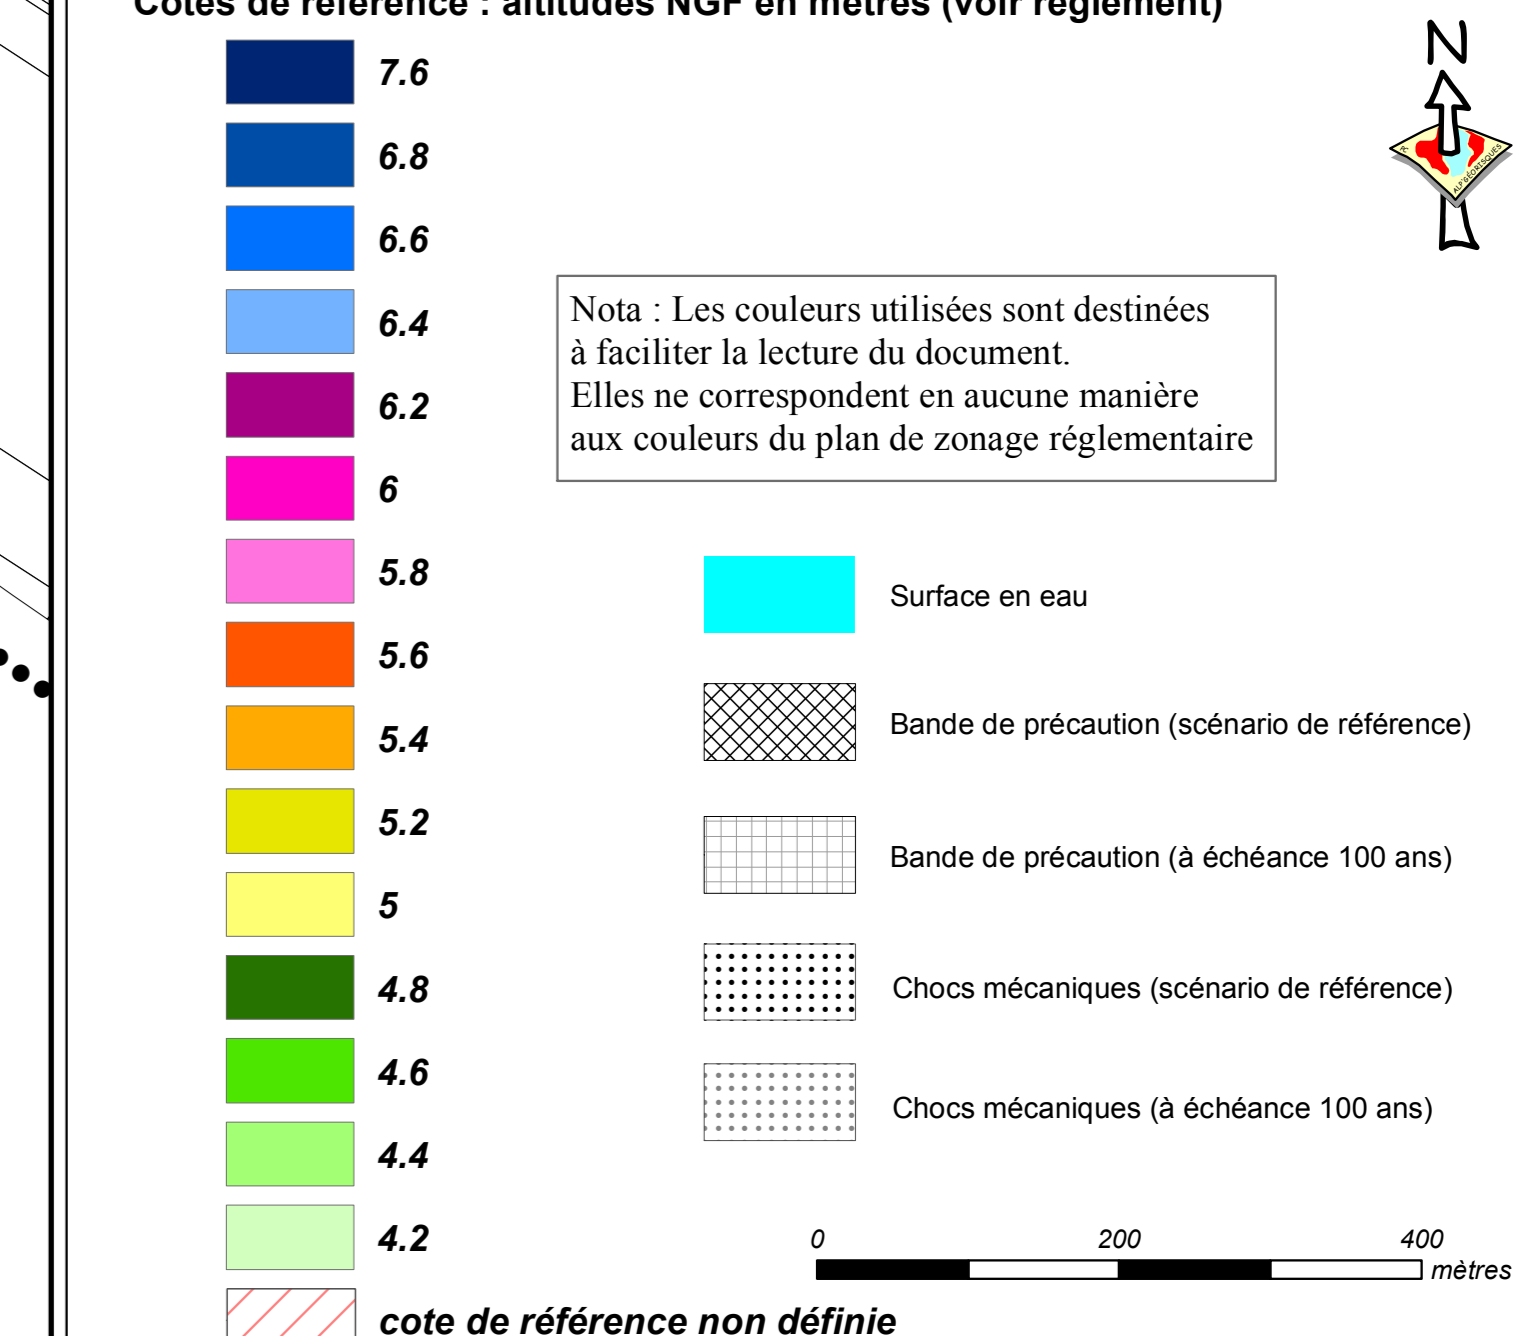 Cotes de référence : altitudes NGF en mètres (voir règlement)
7.6
6.8
6.6
6.4
6.2
6
5.8
5.6
5.4
5.2
5
4.8
4.6
4.4
4.2
cote de référence non définie
N
ALP'GÉORISQUES
Nota : Les couleurs utilisées sont destinées
à faciliter la lecture du document.
Elles ne correspondent en aucune manière
aux couleurs du plan de zonage réglementaire
Surface en eau
Bande de précaution (scénario de référence)
Bande de précaution (à échéance 100 ans)
Chocs mécaniques (scénario de référence)
Chocs mécaniques (à échéance 100 ans)
0 200 400
mètres